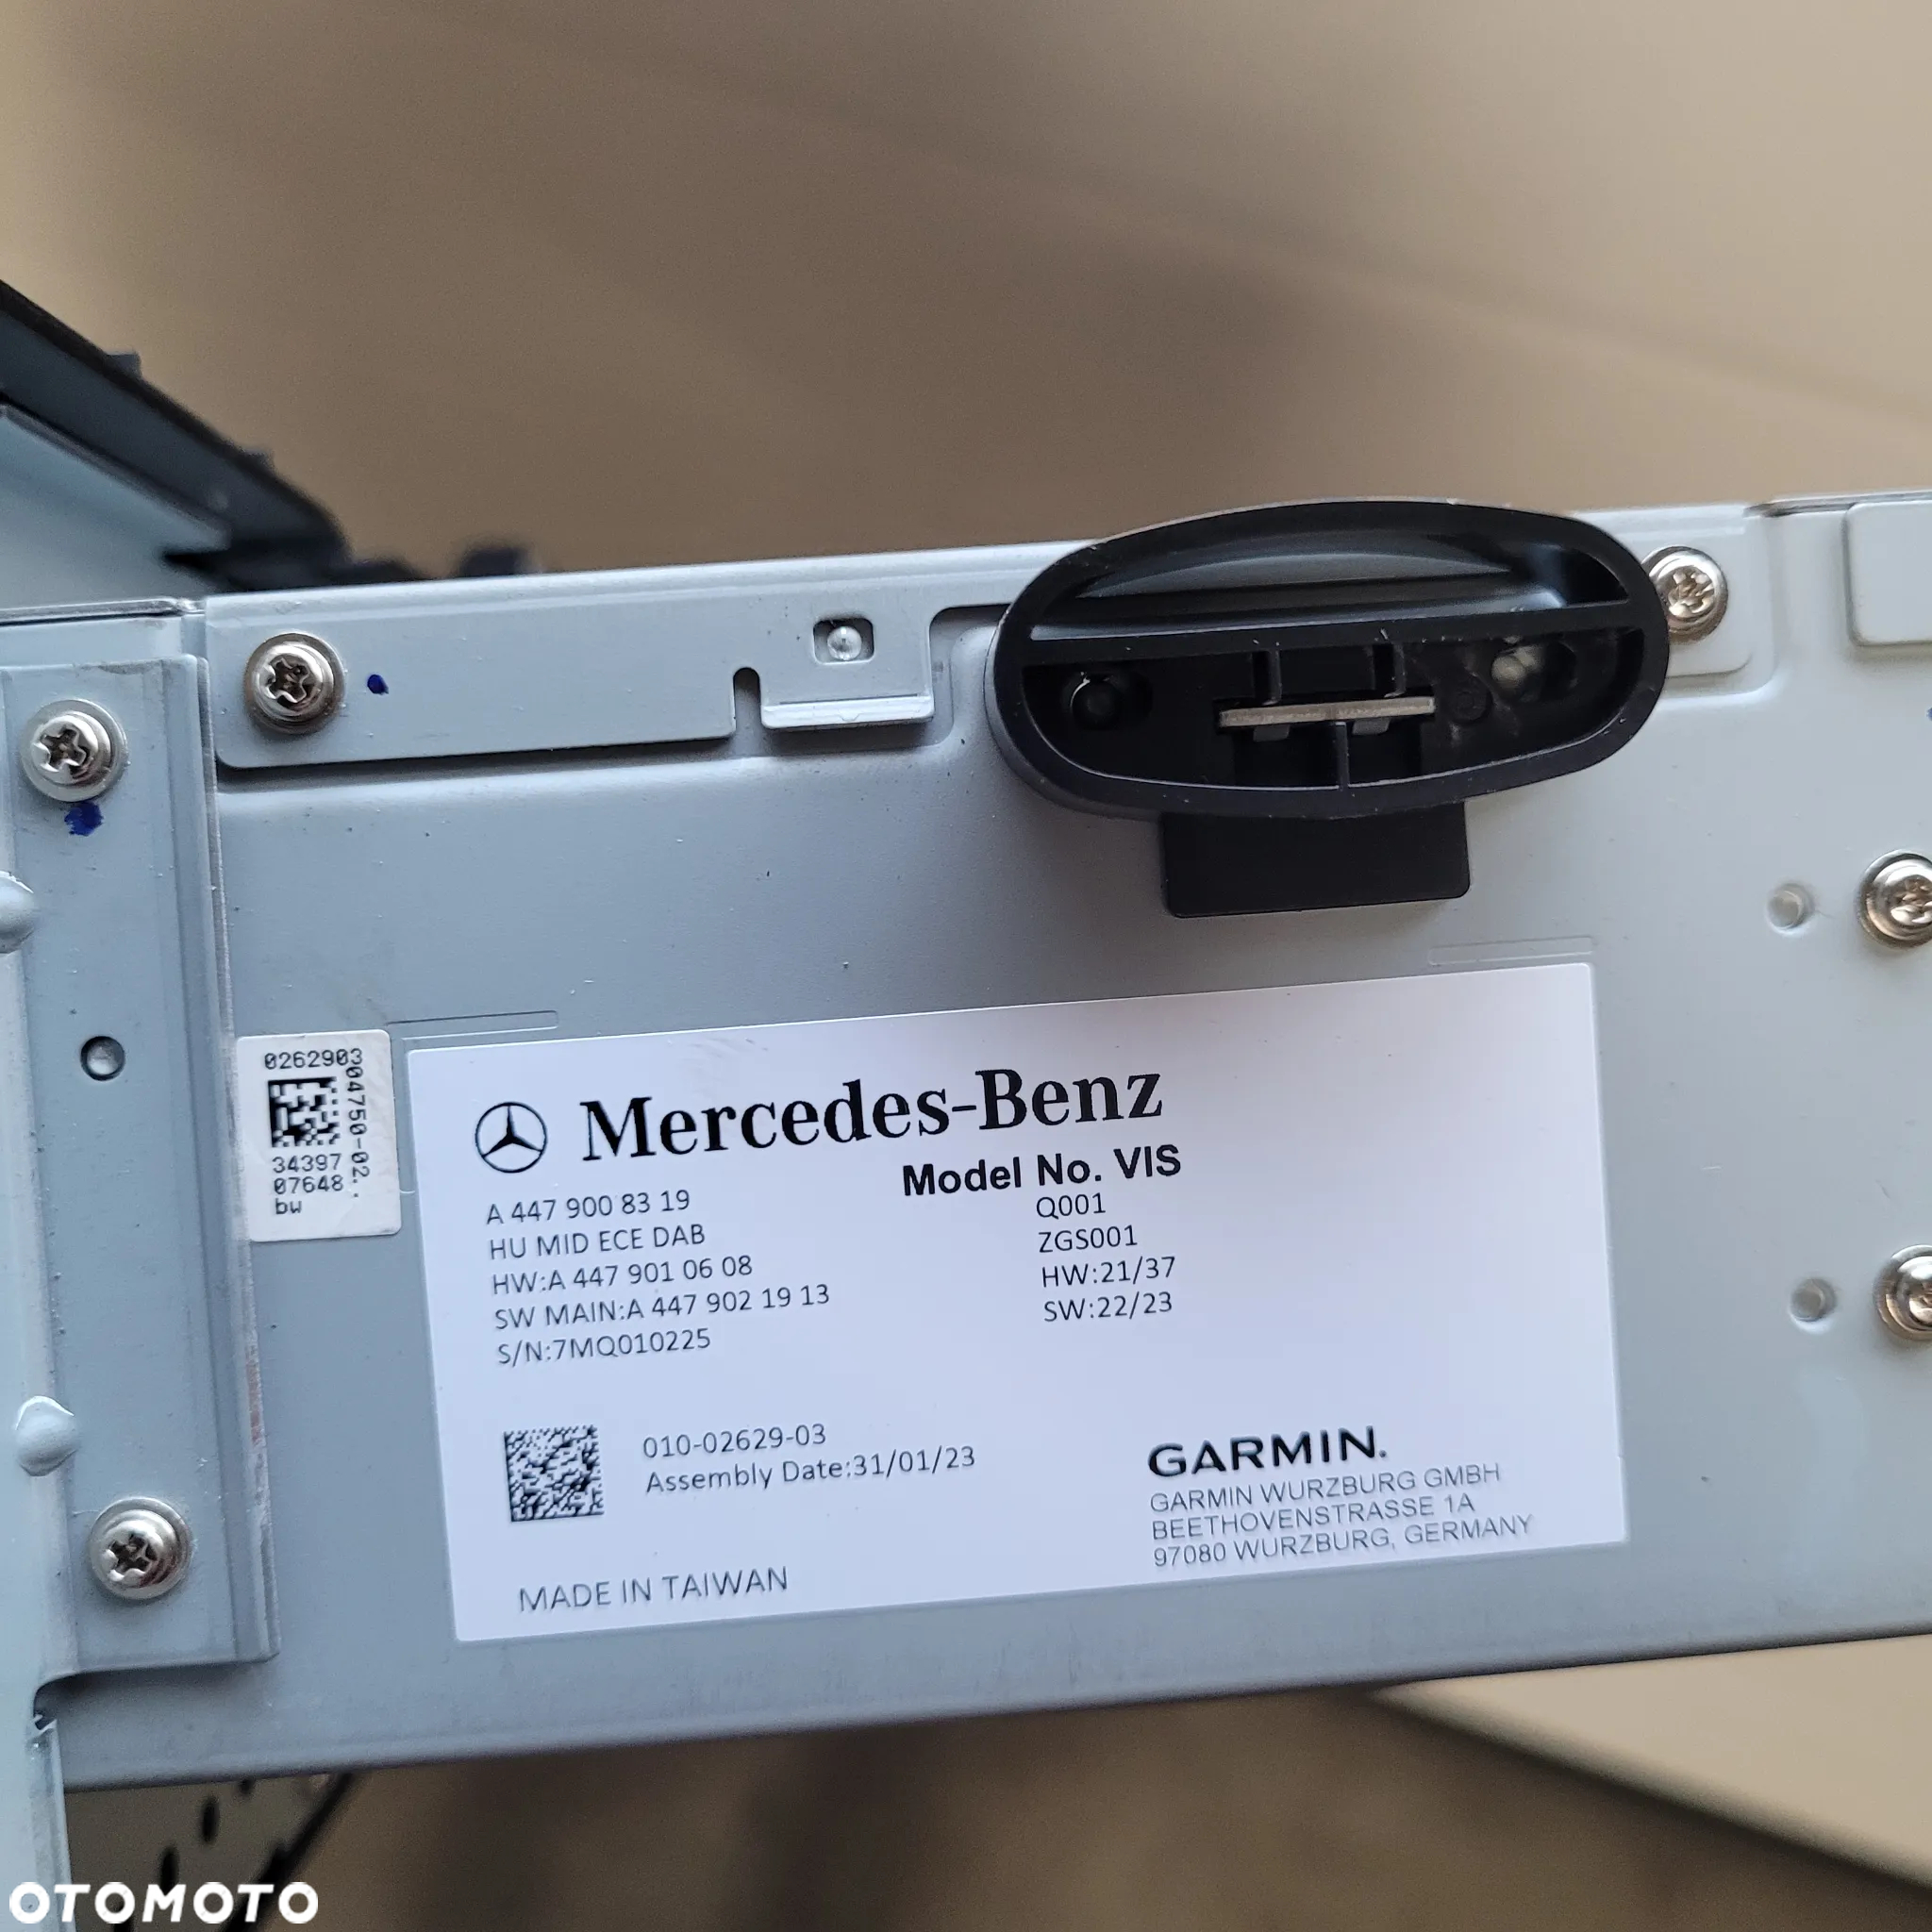 0262903
04750-02..
34397
07648
bw
Mercedes-Benz
Model No. VIS
A 447 900 83 19
Q001
HU MID ECE DAB
ZGS001
HW:A 447 901 06 08
HW:21/37
SW MAIN:A 447 902 19 13
SW:22/23
S/N:7MQ010225
010-02629-03
Assembly Date:31/01/23
GARMIN.
GARMIN WURZBURG GMBH
BEETHOVENSTRASSE 1A
97080 WURZBURG, GERMANY
MADE IN TAIWAN
OTOMOTO